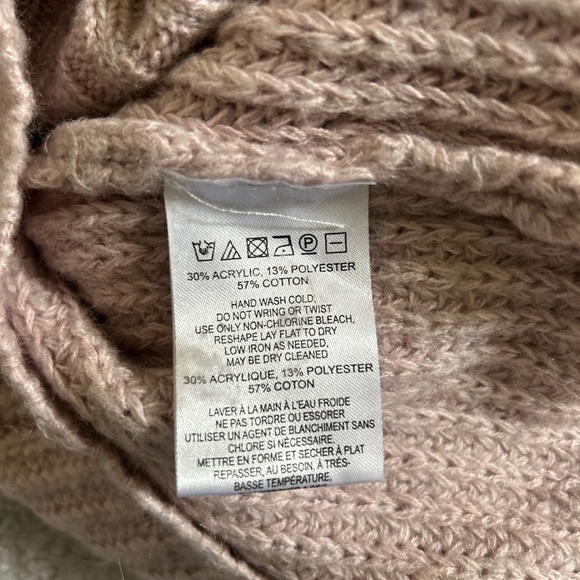 30% ACRYLIC, 13% POLYESTER
57% COTTON
HAND WASH COLD,
DO NOT WRING OR TWIST
USE ONLY NON-CHLORINE BLEACH,
RESHAPE LAY FLAT TO DRY
LOW IRON AS NEEDED,
MAY BE DRY CLEANED
30% ACRYLIQUE, 13% POLYESTER
57% COTON
LAVER À LA MAIN À L'EAU FROIDE
NE PAS TORDRE OU ESSORER
UTILISER UN AGENT DE BLANCHIMENT SANS
CHLORE SI NÉCESSAIRE.
METTRE EN FORME ET SÉCHER À PLAT
REPASSER, AU BESOIN, À TRÈS-
BASSE TEMPÉRATURE,